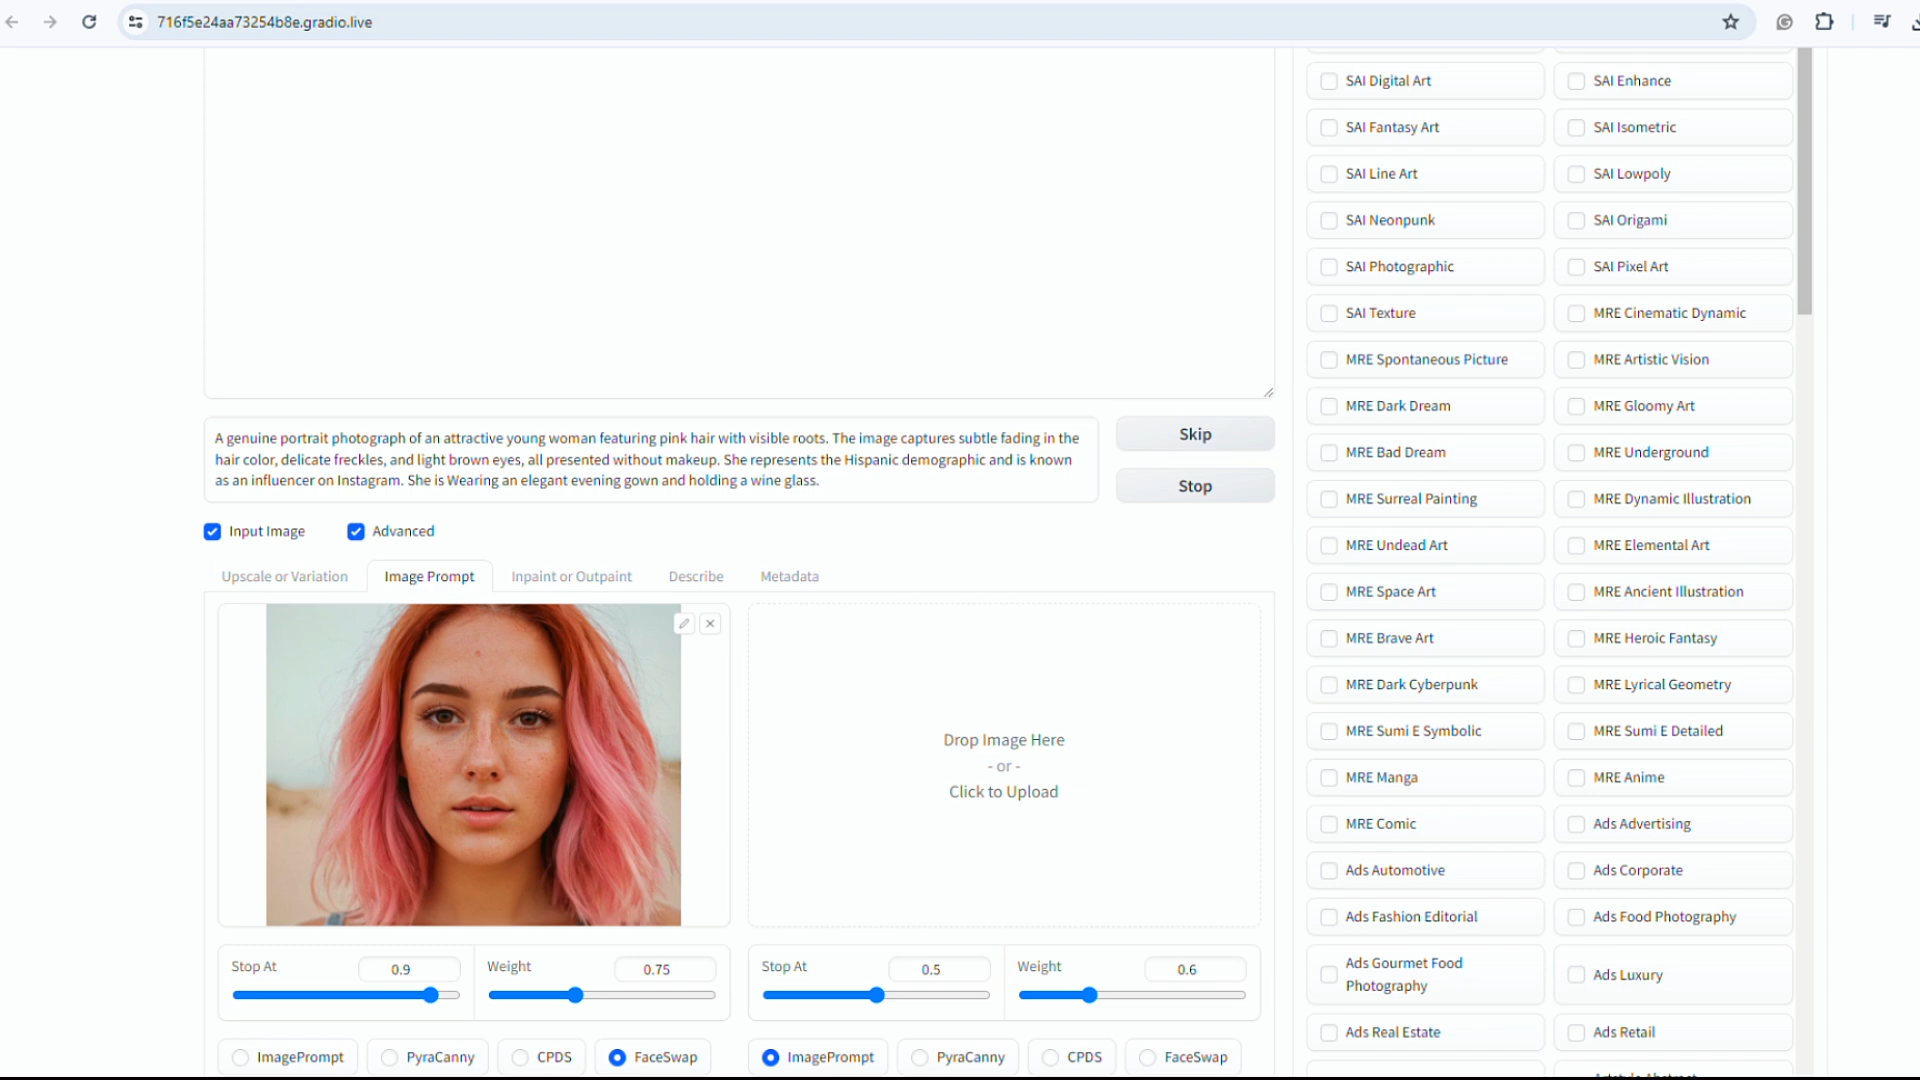 716f5e24aa73254b8e.gradio.live
A genuine portrait photograph of an attractive young woman featuring pink hair with visible roots. The image captures subtle fading in the
hair color, delicate freckles, and light brown eyes, all presented without makeup. She represents the Hispanic demographic and is known
as an influencer on Instagram. She is Wearing an elegant evening gown and holding a wine glass.
Skip
Stop
Input Image
Advanced
Upscale or Variation
Image Prompt
Inpaint or Outpaint
Describe
Metadata
Drop Image Here
- or -
Click to Upload
Stop At
0.9
Weight
0.75
Stop At
0.5
Weight
0.6
ImagePrompt
PyraCanny
CPDS
FaceSwap
ImagePrompt
PyraCanny
CPDS
FaceSwap
SAI Digital Art
SAI Enhance
SAI Fantasy Art
SAI Isometric
SAI Line Art
SAI Lowpoly
SAI Neonpunk
SAI Origami
SAI Photographic
SAI Pixel Art
SAI Texture
MRE Cinematic Dynamic
MRE Spontaneous Picture
MRE Artistic Vision
MRE Dark Dream
MRE Gloomy Art
MRE Bad Dream
MRE Underground
MRE Surreal Painting
MRE Dynamic Illustration
MRE Undead Art
MRE Elemental Art
MRE Space Art
MRE Ancient Illustration
MRE Brave Art
MRE Heroic Fantasy
MRE Dark Cyberpunk
MRE Lyrical Geometry
MRE Sumi E Symbolic
MRE Sumi E Detailed
MRE Manga
MRE Anime
MRE Comic
Ads Advertising
Ads Automotive
Ads Corporate
Ads Fashion Editorial
Ads Food Photography
Ads Gourmet Food
Photography
Ads Luxury
Ads Real Estate
Ads Retail